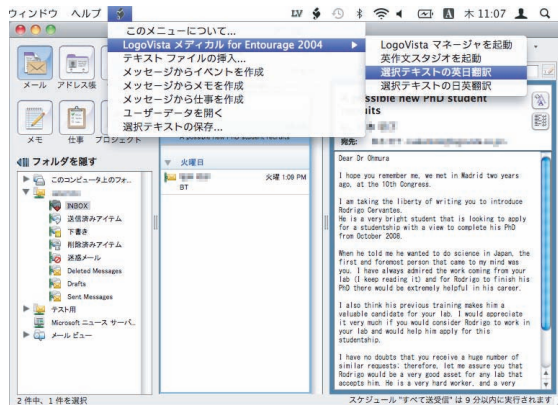 ウィンドウ ヘルプ
LV
木 11:07
このメニューについて...
LogoVista メディカル for Entourage 2004
テキスト ファイルの挿入...
メッセージからイベントを作成
メッセージからメモを作成
メッセージから仕事を作成
ユーザーデータを開く
選択テキストの保存...
LogoVista マネージャを起動
英作文スタジオを起動
選択テキストの英日翻訳
選択テキストの日英翻訳
メール アドレス帳
メモ 仕事 プロジェクト
フォルダを隠す
このコンピュータ上のフォ..
INBOX
送信済みアイテム
下書き
削除済みアイテム
迷惑メール
Deleted Messages
Drafts
Sent Messages
テスト用
Microsoft ニュース サーバ..
メール ビュー
火曜日
火曜 1:09 PM
BT
possible new PhD student
宛先:
Dear Dr Ohmura
I hope you remember me, we met in Madrid two years
ago, at the 10th Congress.
I am taking the liberty of writing you to introduce
Rodrigo Cervantes.
He is a very bright student that is looking to apply
for a studentship with a view to complete his PhD
from October 2008.
When he told me he wanted to do science in Japan, the
first and foremost person that came to my mind was
you. I have always admired the work coming from your
lab (I keep reading it) and for Rodrigo to finish his
PhD there would be extremely helpful in his career.
I also think his previous training makes him a
valuable candidate for your lab. I would appreciate
it very much if you would consider Rodrigo to work in
your lab and would help him apply for this
studentship.
I have no doubts that you receive a huge number of
similar requests; therefore, let me assure you that
Rodrigo would be a very good asset for any lab that
accepts him. He is a very hard worker, and a very
2 件中、1 件を選択
スケジュール "すべて送受信" は 9 分以内に実行されます